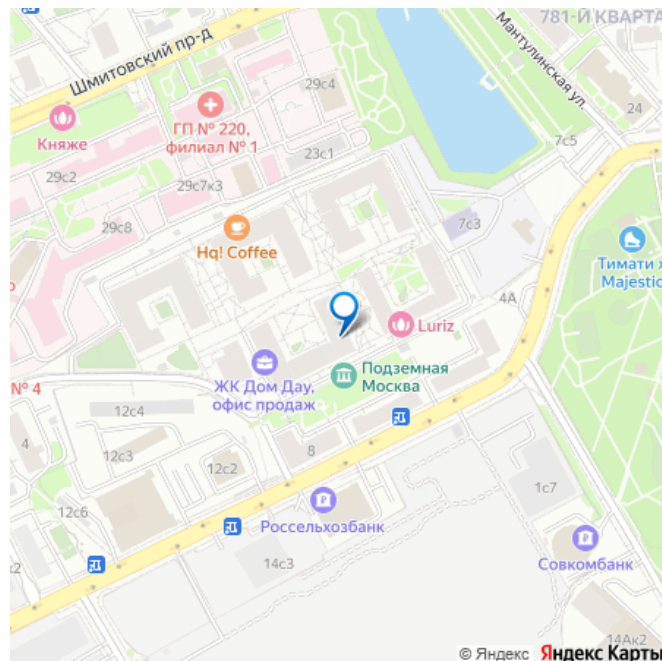 781-Й КВАРТА
Шмитовский пр-д
Мантулинская ул.
29с4
24
ГП № 220,
филиал № 1
Княже
7с5
23с1
29с2
29с7к3
7с3
29с8
Hq! Coffee
Тимати x
Majestic
4А
Luriz
Подземная
Москва
ЖК Дом Дау,
офис продаж
№ 4
12с4
4
8
12с3
12с2
1с7
12с6
Россельхозбанк
Совкомбанк
14с3
к2
14Ак2
© Яндекс Яндекс Карты